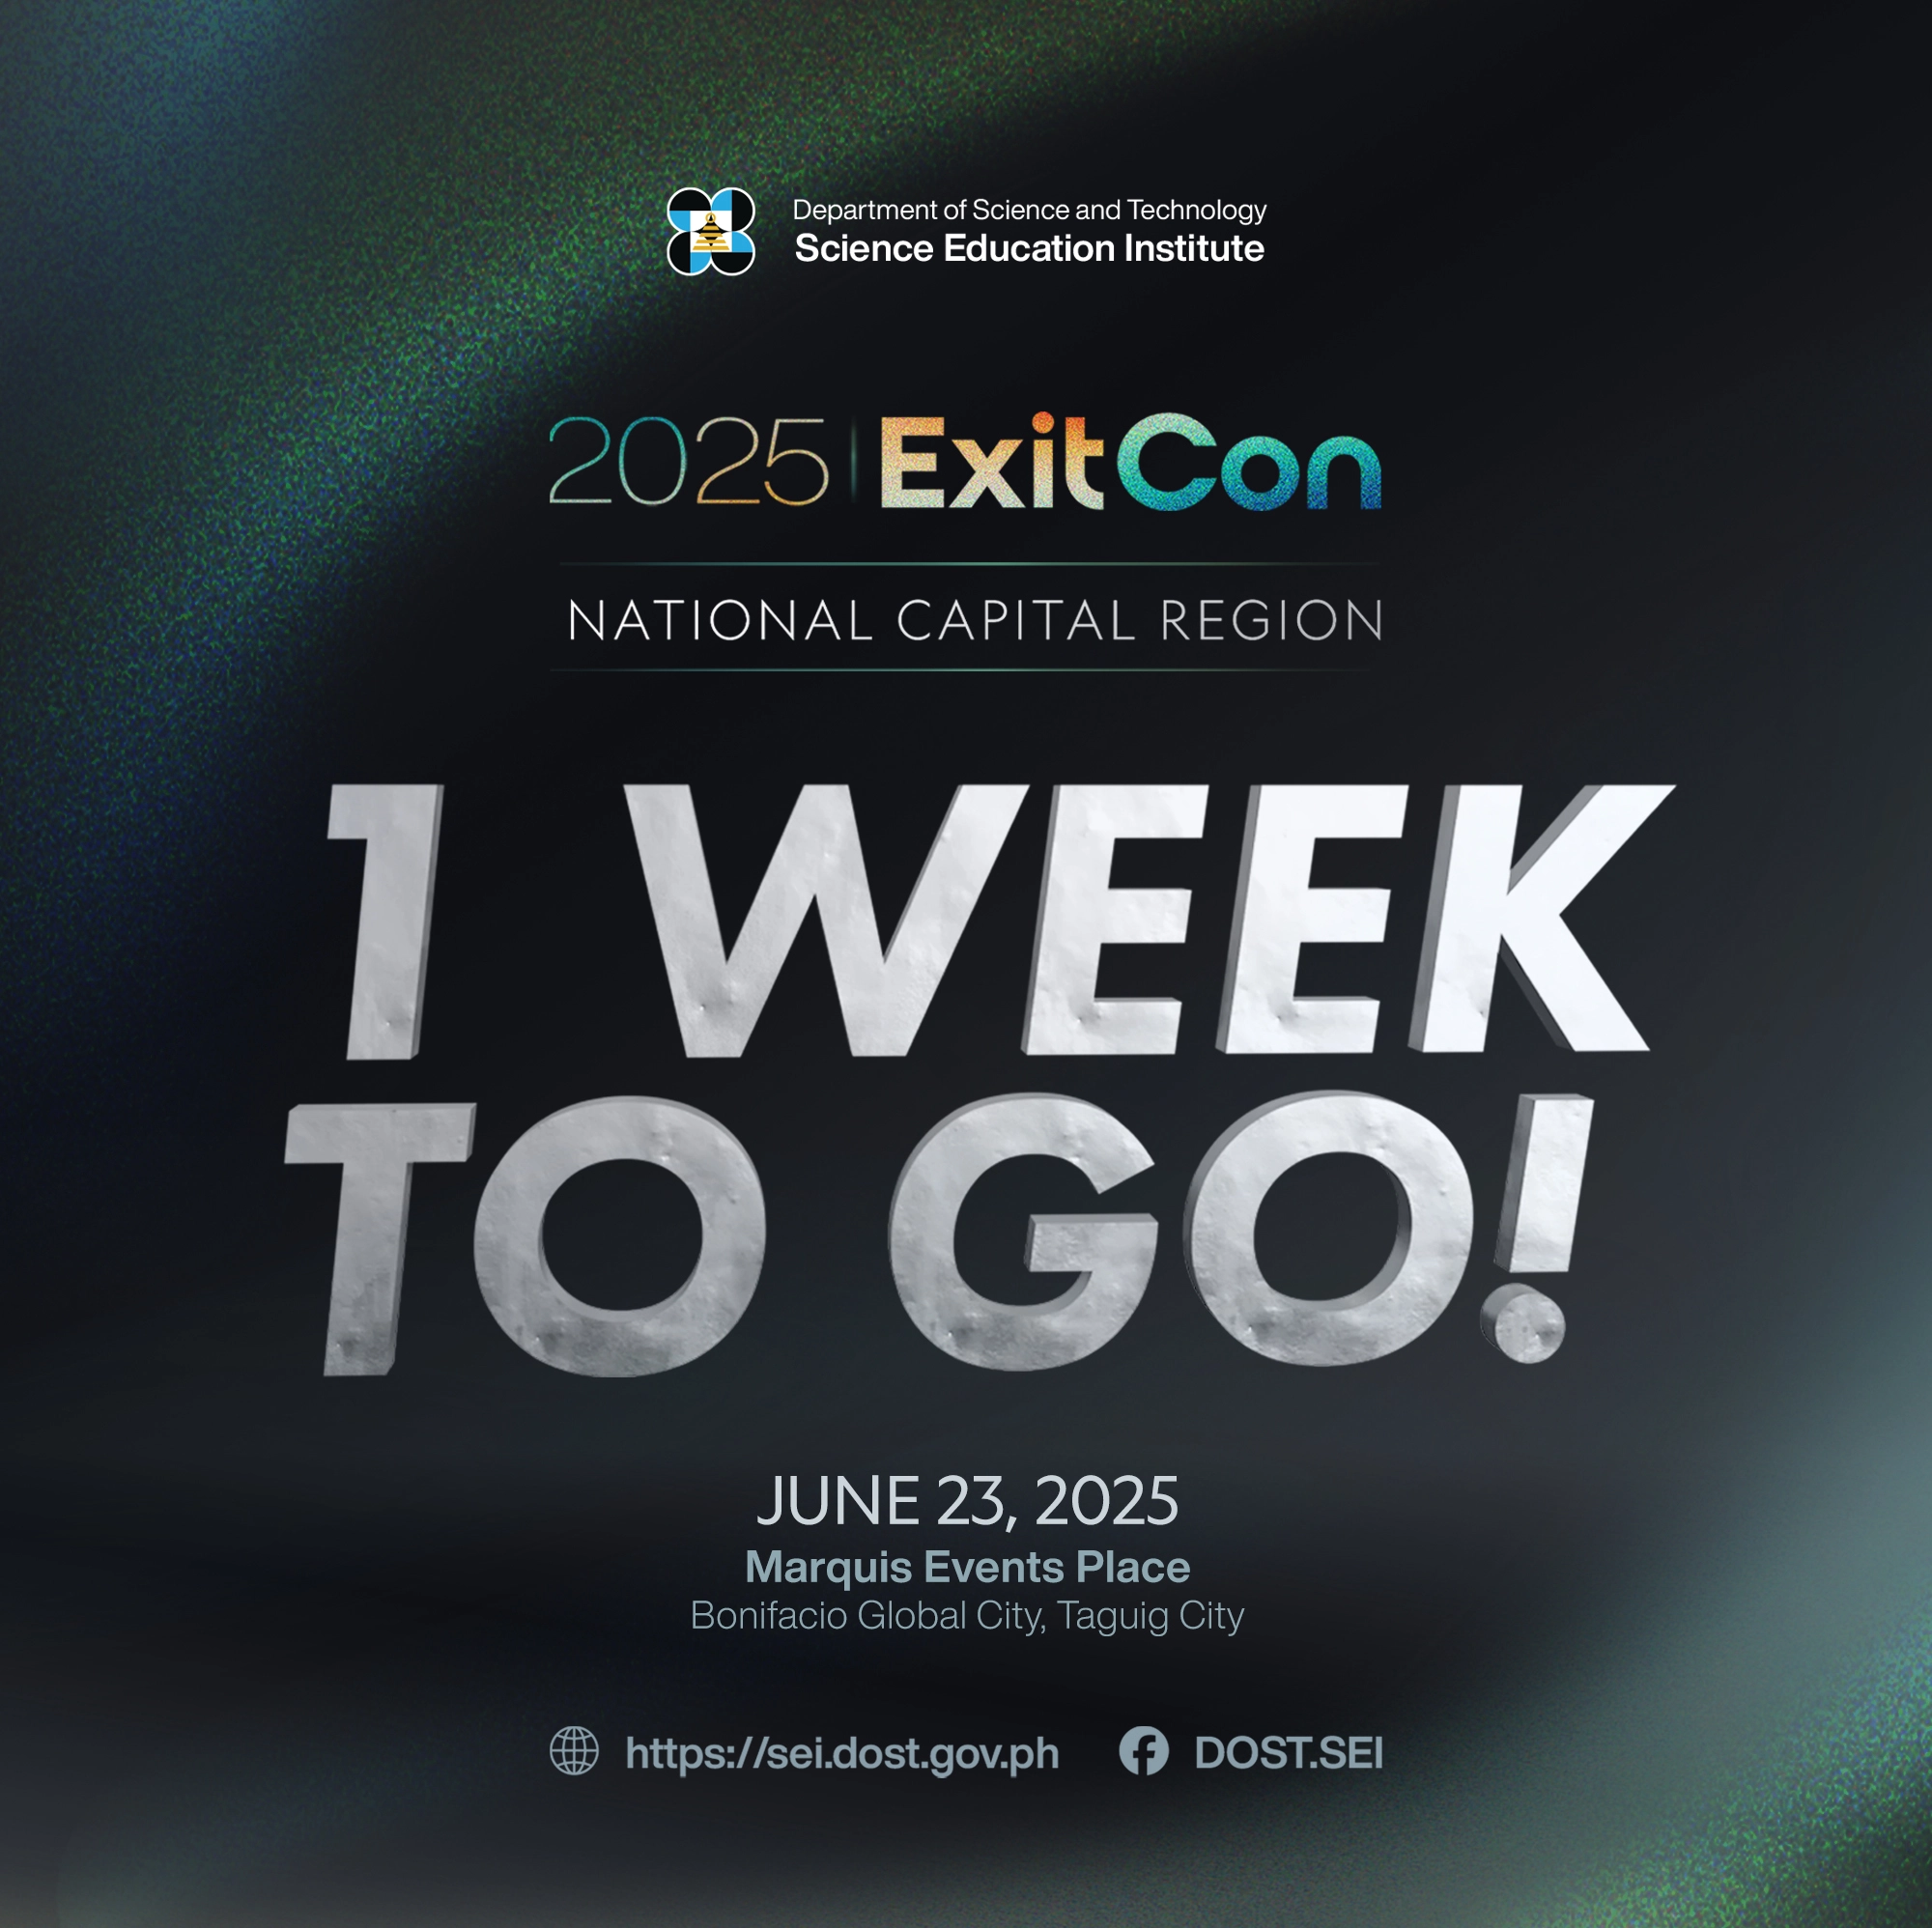 Department of Science and Technology
Science Education Institute
2025 | ExitCon
NATIONAL CAPITAL REGION
1 WEEK
TO GO!
JUNE 23, 2025
Marquis Events Place
Bonifacio Global City, Taguig City
https://sei.dost.gov.ph DOST.SEI